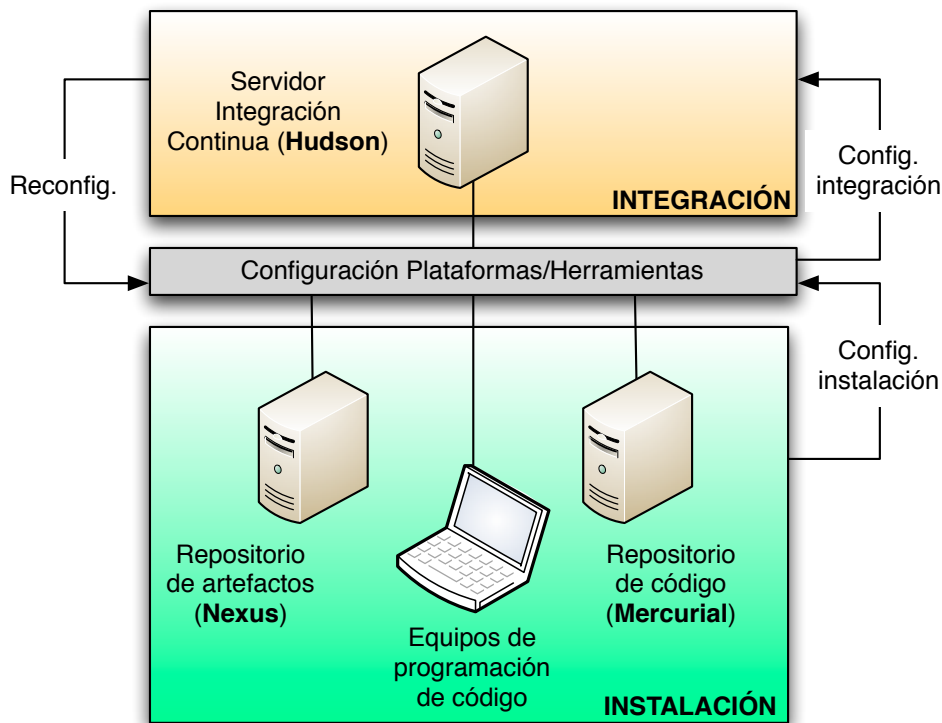 Servidor
Integración
Continua (Hudson)
INTEGRACIÓN
Reconfig.
Config.
integración
Configuración Plataformas/Herramientas
Config.
instalación
Repositorio
de artefactos
(Nexus)
Equipos de
programación
de código
Repositorio
de código
(Mercurial)
INSTALACIÓN